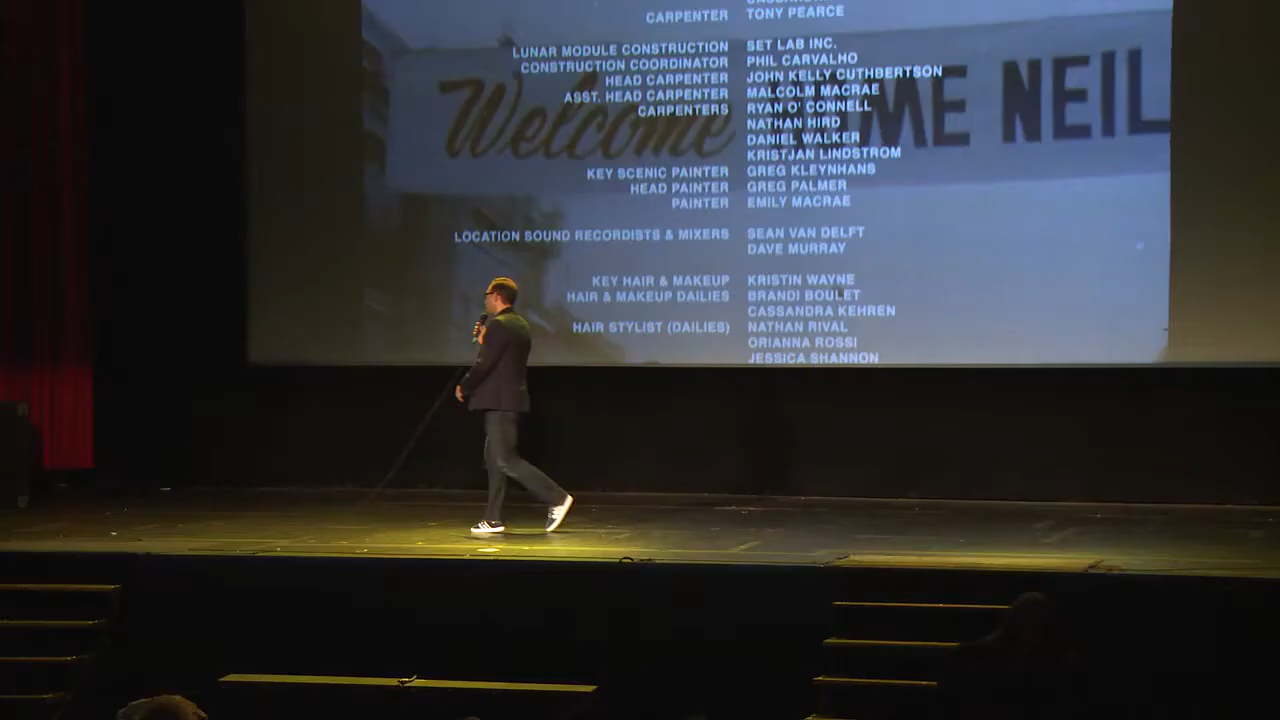 CARPENTER TONY PEARCE
LUNAR MODULE CONSTRUCTION SET LAB INC.
CONSTRUCTION COORDINATOR PHIL CARVALHO
HEAD CARPENTER JOHN KELLY CUTHBERTSON
ASST. HEAD CARPENTER MALCOLM MACRAE
CARPENTERS RYAN O' CONNELL
NATHAN HIRD
DANIEL WALKER
KRISTJAN LINDSTROM
KEY SCENIC PAINTER GREG KLEYNHANS
HEAD PAINTER GREG PALMER
PAINTER EMILY MACRAE
LOCATION SOUND RECORDISTS & MIXERS SEAN VAN DELFT
DAVE MURRAY
KEY HAIR & MAKEUP KRISTIN WAYNE
HAIR & MAKEUP DAILIES BRANDI BOULET
CASSANDRA KEHREN
HAIR STYLIST (DAILIES) NATHAN RIVAL
ORIANNA ROSSI
JESSICA SHANNON
Welcome HOME NEIL